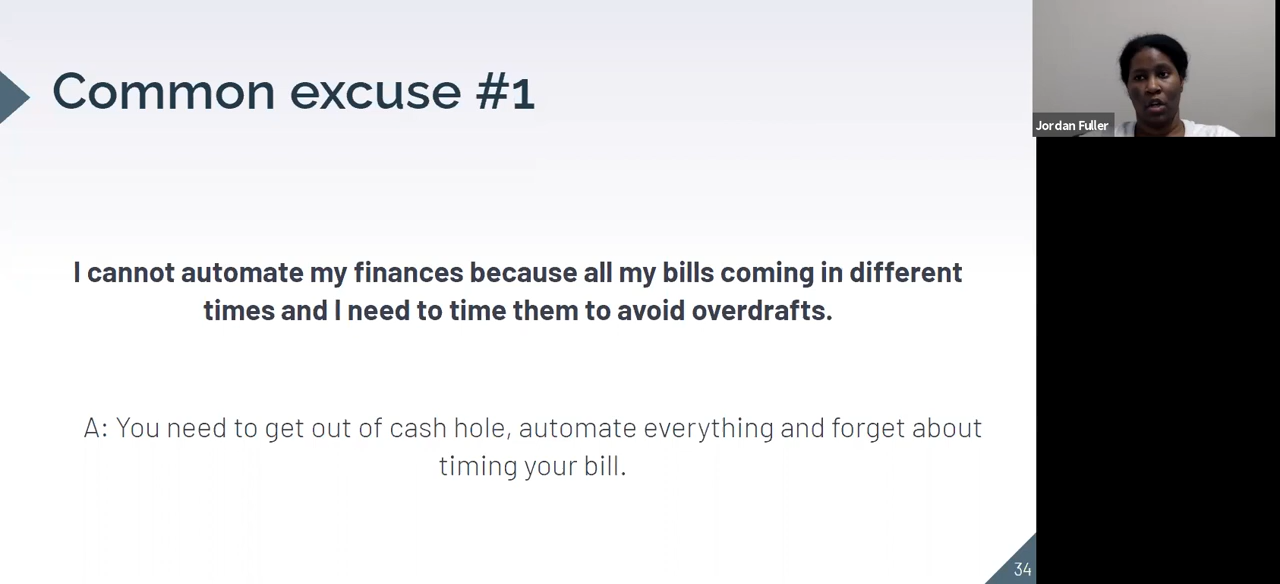 Common excuse #1
Jordan Fuller
I cannot automate my finances because all my bills coming in different
times and I need to time them to avoid overdrafts.
A: You need to get out of cash hole, automate everything and forget about
timing your bill.
34